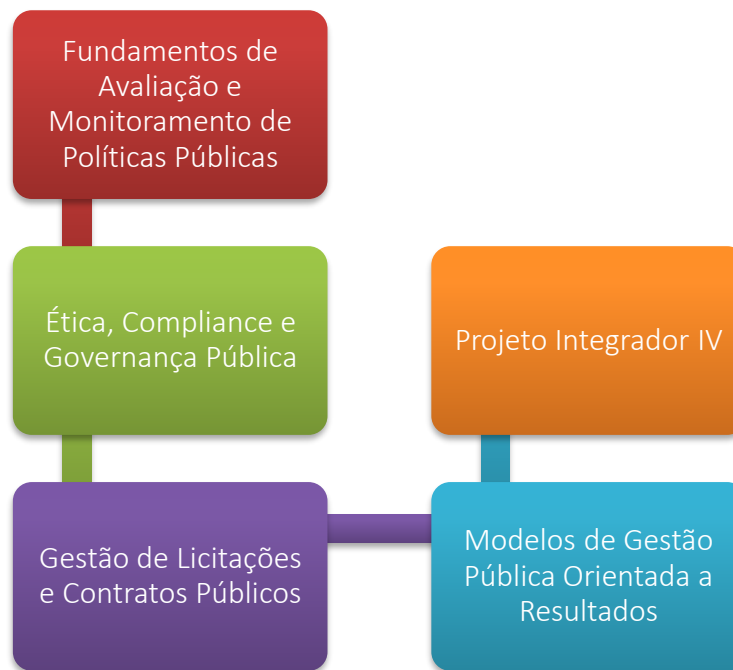 Fundamentos de
Avaliação e
Monitoramento de
Políticas Públicas
Ética, Compliance e
Governança Pública
Gestão de Licitações
e Contratos Públicos
Modelos de Gestão
Pública Orientada a
Resultados
Projeto Integrador IV